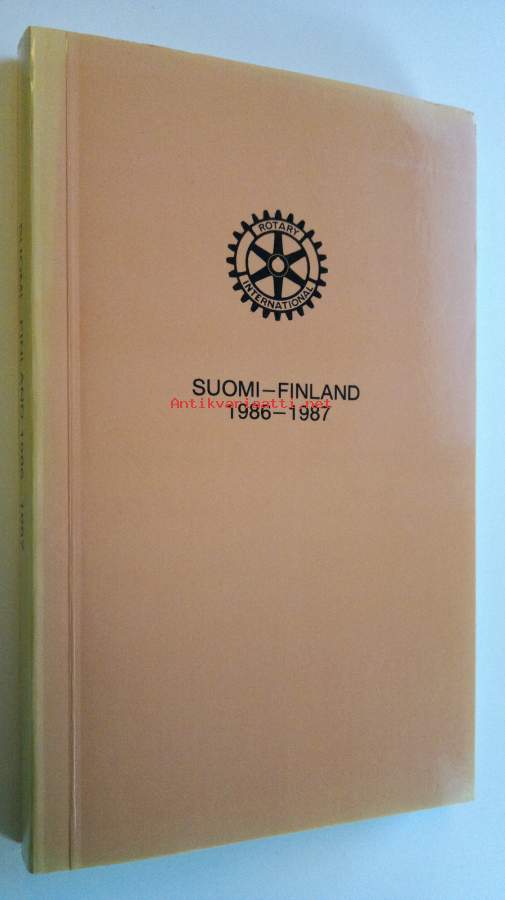 ROTARY
INTERNATIONAL
SUOMI–FINLAND
Antikvariaatti.net
1986–1987